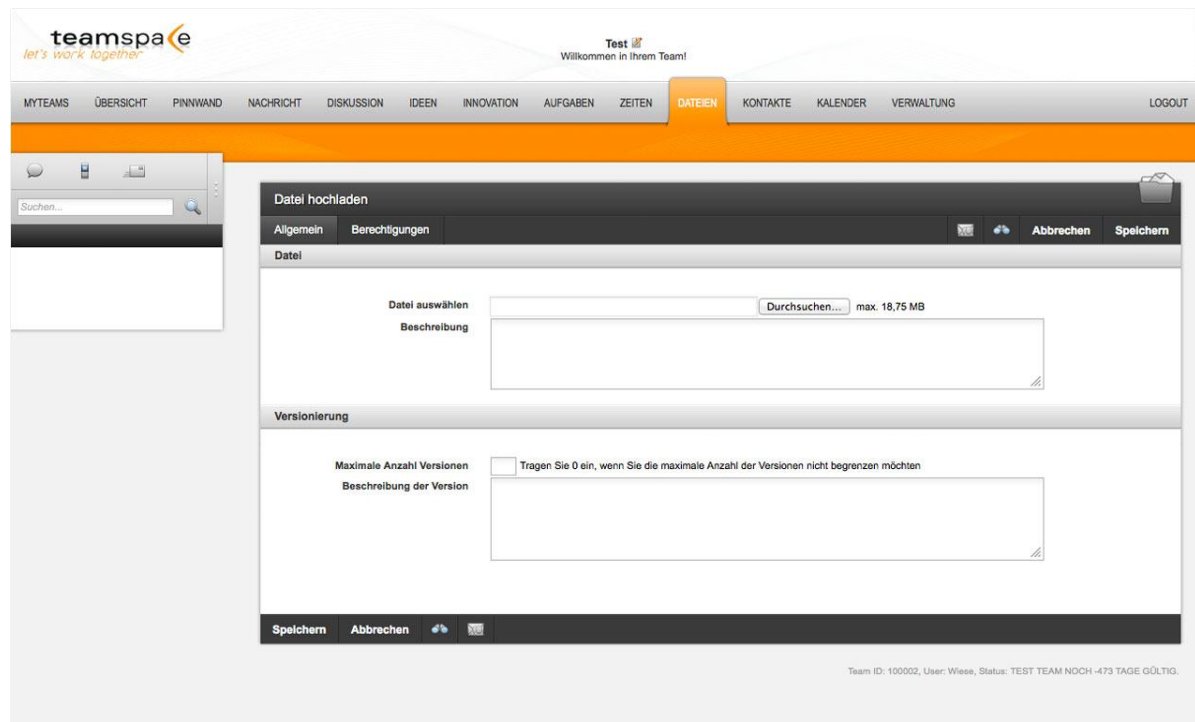 teamspace
let's work together
Test
Willkommen in Ihrem Team!
MYTEAMS ÜBERSICHT PINNWAND NACHRICHT DISKUSSION IDEEN INNOVATION AUFGABEN ZEITEN DATEIEN KONTAKTE KALENDER VERWALTUNG LOGOUT
Suchen...
Datei hochladen
Allgemein Berechtigungen Abbrechen Speichern
Datei
Datei auswählen Durchsuchen... max. 18,75 MB
Beschreibung
Versionierung
Maximale Anzahl Versionen Tragen Sie 0 ein, wenn Sie die maximale Anzahl der Versionen nicht begrenzen möchten
Beschreibung der Version
Speichern Abbrechen
Team ID: 100002, User: Wiese, Status: TEST TEAM NOCH -473 TAGE GÜLTIG.